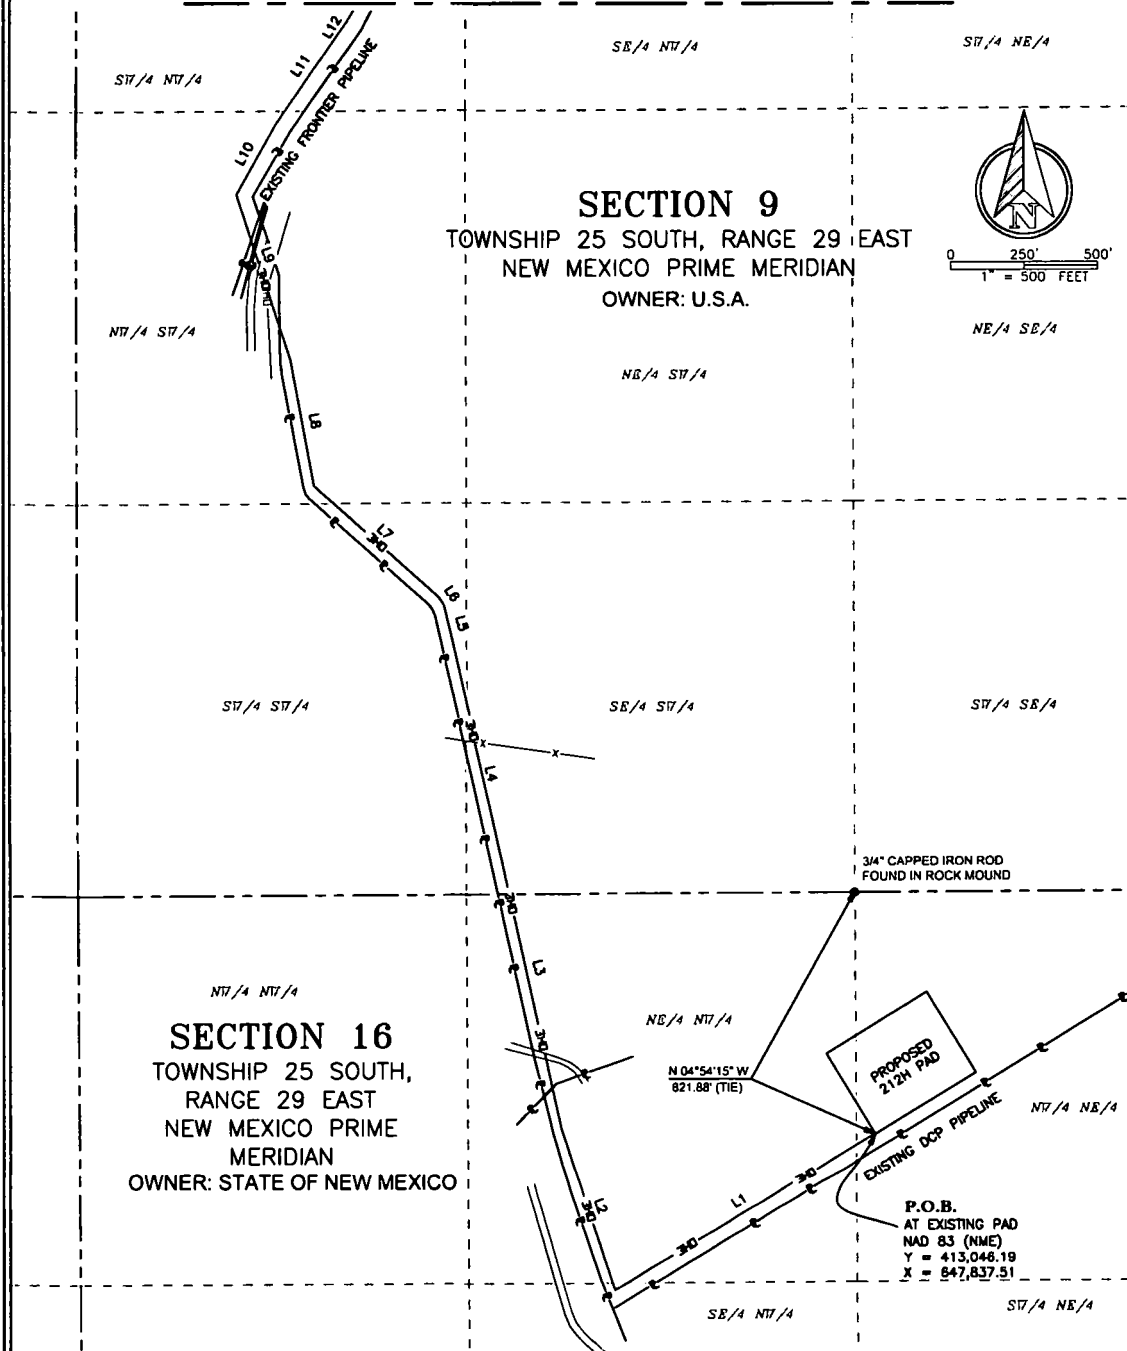 L12
L11
L10
EXISTING FRONTIER PIPELINE
SW/4 NW/4
SE/4 NW/4
SW/4 NE/4
N
0 250' 500'
1" = 500 FEET
SECTION 9
TOWNSHIP 25 SOUTH, RANGE 29 EAST
NEW MEXICO PRIME MERIDIAN
OWNER: U.S.A.
L9
NW/4 SW/4
NE/4 SW/4
NE/4 SE/4
L8
L7
L6
L5
SW/4 SW/4
SE/4 SW/4
SW/4 SE/4
L4
3/4" CAPPED IRON ROD
FOUND IN ROCK MOUND
L3
NW/4 NW/4
NE/4 NW/4
SECTION 16
TOWNSHIP 25 SOUTH,
RANGE 29 EAST
NEW MEXICO PRIME
MERIDIAN
OWNER: STATE OF NEW MEXICO
N 04°54'15" W
821.88' (TIE)
PROPOSED
212H PAD
EXISTING DCP PIPELINE
NW/4 NE/4
L2
L1
P.O.B.
AT EXISTING PAD
NAD 83 (NME)
Y = 413,046.19
X = 647,837.51
SE/4 NW/4
SW/4 NE/4